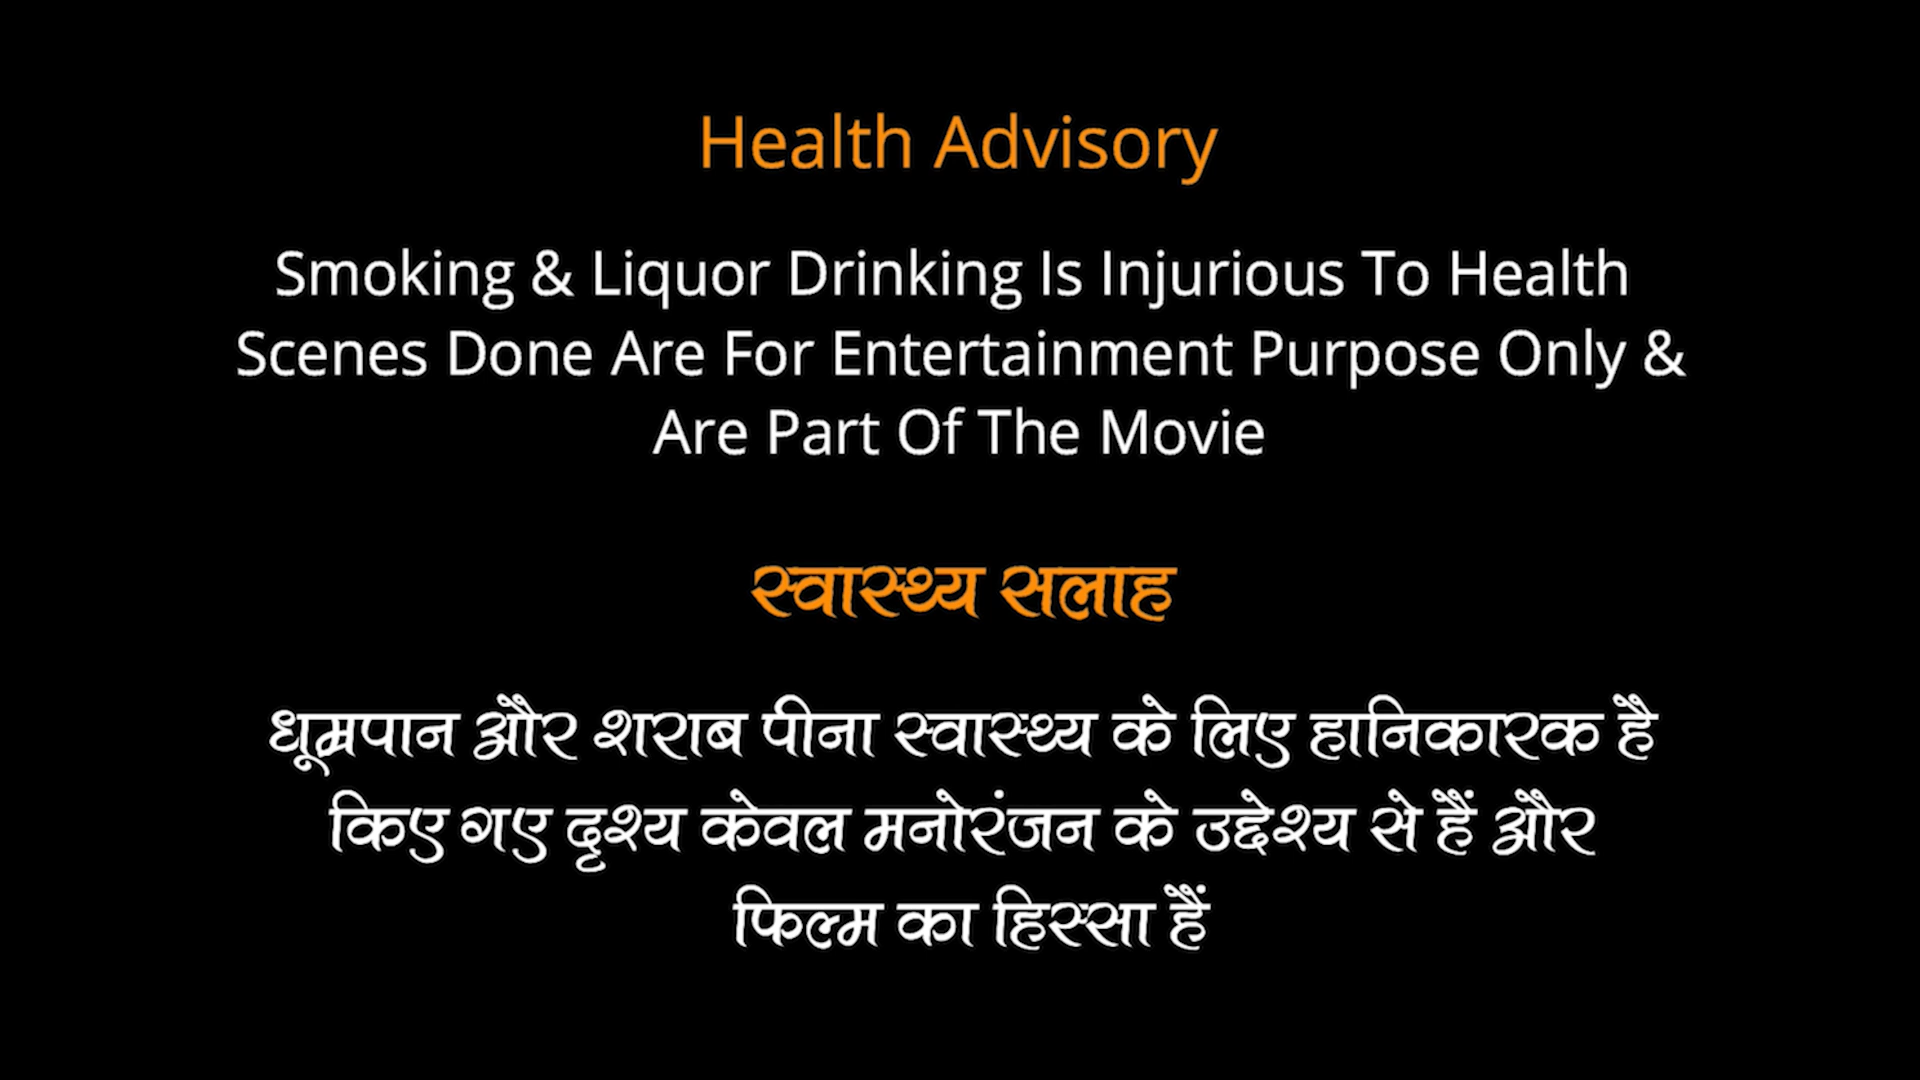 Health Advisory
Smoking & Liquor Drinking Is Injurious To Health
Scenes Done Are For Entertainment Purpose Only &
Are Part Of The Movie
स्वास्थ्य सलाह
धूम्रपान और शराब पीना स्वास्थ्य के लिए हानिकारक है
किए गए दृश्य केवल मनोरंजन के उद्देश्य से हैं और
फिल्म का हिस्सा हैं